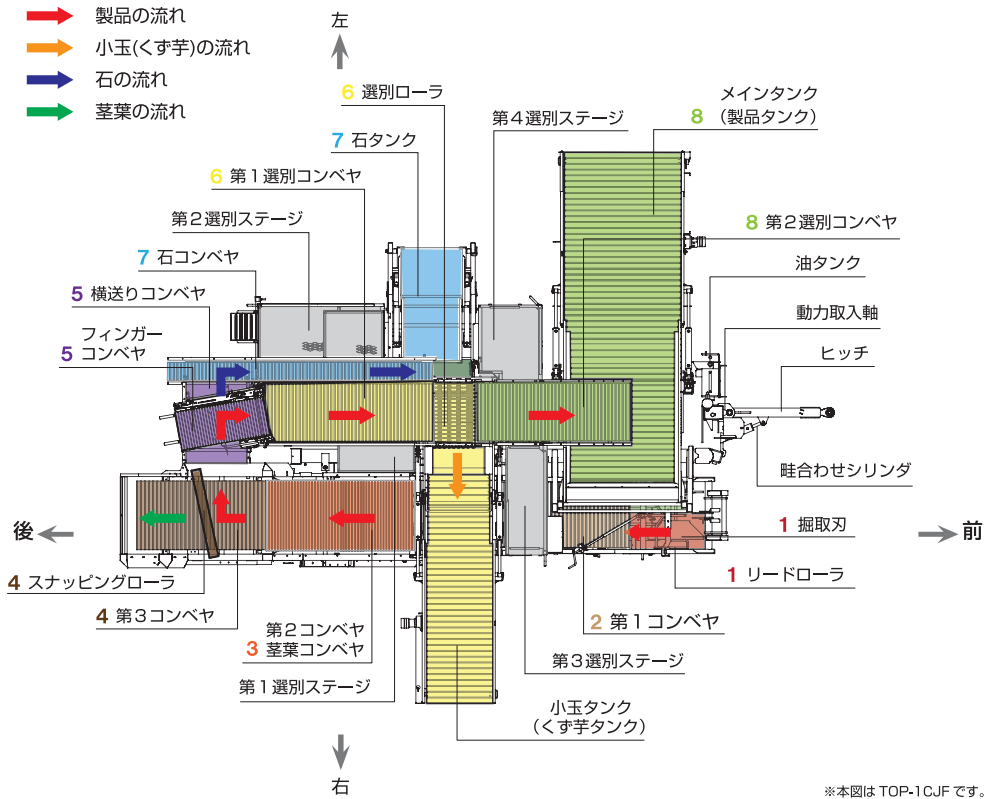 製品の流れ
小玉(くず芋)の流れ
石の流れ
茎葉の流れ
左
6 選別ローラ
メインタンク
8 （製品タンク）
第4選別ステージ
7 石タンク
6 第1選別コンベヤ
第2選別ステージ
8 第2選別コンベヤ
7 石コンベヤ
油タンク
5 横送りコンベヤ
動力取入軸
フィンガー
5 コンベヤ
ヒッチ
畦合わせシリンダ
後
前
1 掘取刃
4 スナッピングローラ
1 リードローラ
4 第3コンベヤ
2 第1コンベヤ
第2コンベヤ
3 茎葉コンベヤ
第3選別ステージ
第1選別ステージ
小玉タンク
（くず芋タンク）
右
※本図は TOP-1CJF です。